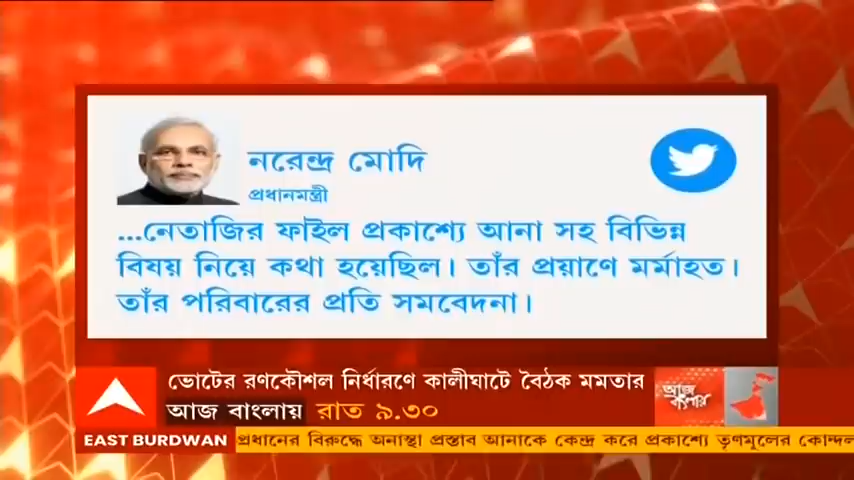 নরেন্দ্র মোদি
প্রধানমন্ত্রী
...নেতাজির ফাইল প্রকাশ্যে আনা সহ বিভিন্ন
বিষয় নিয়ে কথা হয়েছিল। তাঁর প্রয়াণে মর্মাহত।
তাঁর পরিবারের প্রতি সমবেদনা।
ভোটের রণকৌশল নির্ধারণে কালীঘাটে বৈঠক মমতার
আজ বাংলায় রাত ৯.৩০
আজ বাংলায়
EAST BURDWAN প্রধানের বিরুদ্ধে অনাস্থা প্রস্তাব আনাকে কেন্দ্র করে প্রকাশ্যে তৃণমূলের কোন্দল